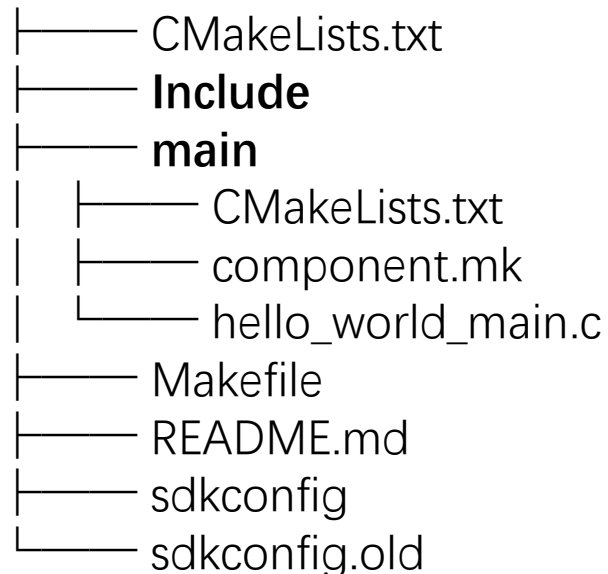 CMakeLists.txt
Include
main
CMakeLists.txt
component.mk
hello_world_main.c
Makefile
README.md
sdkconfig
sdkconfig.old